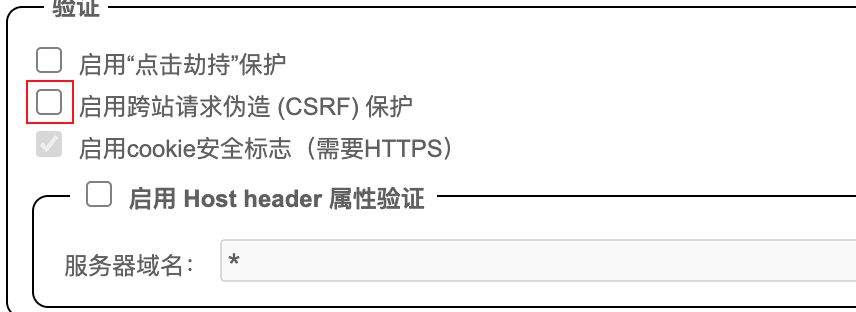 验证
启用“点击劫持”保护
启用跨站请求伪造 (CSRF) 保护
启用cookie安全标志（需要HTTPS）
启用 Host header 属性验证
服务器域名： *